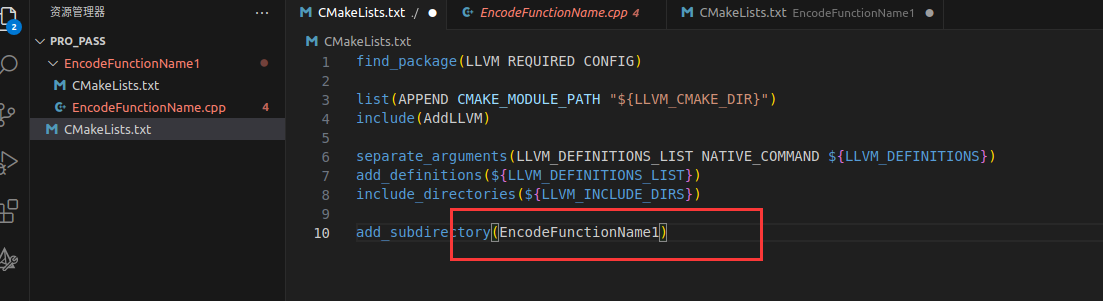 2
资源管理器
PRO_PASS
EncodeFunctionName1
CMakeLists.txt
EncodeFunctionName.cpp 4
CMakeLists.txt
CMakeLists.txt ./
EncodeFunctionName.cpp 4
CMakeLists.txt EncodeFunctionName1
CMakeLists.txt
1 find_package(LLVM REQUIRED CONFIG)
2
3 list(APPEND CMAKE_MODULE_PATH "${LLVM_CMAKE_DIR}")
4 include(AddLLVM)
5
6 separate_arguments(LLVM_DEFINITIONS_LIST NATIVE_COMMAND ${LLVM_DEFINITIONS})
7 add_definitions(${LLVM_DEFINITIONS_LIST})
8 include_directories(${LLVM_INCLUDE_DIRS})
9
10 add_subdirectory(EncodeFunctionName1)